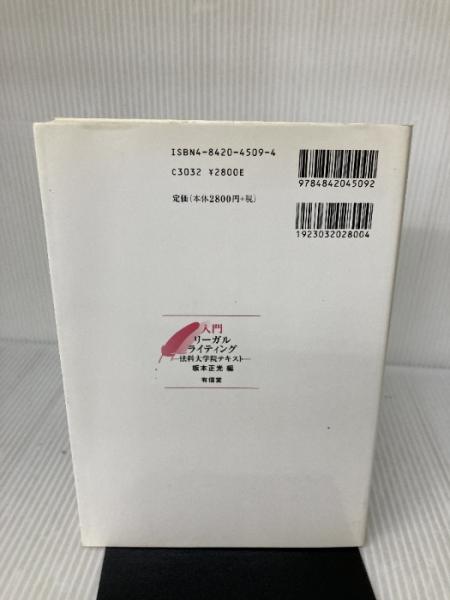 ISBN4-8420-4509-4
C3032 ¥2800E
定価(本体2800円+税)
9784842045092
1923032028004
入門
リーガル
ライティング
—法科大学院テキスト—
坂本正光 編
有信堂